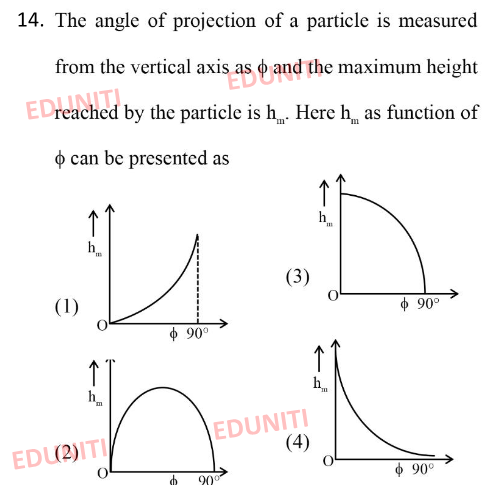 14. The angle of projection of a particle is measured
from the vertical axis as ϕ and the maximum height
reached by the particle is hₘ. Here hₘ as function of
ϕ can be presented as
hₘ
(1)
O
ϕ 90°
hₘ
(3)
O
ϕ 90°
hₘ
(2)
O
ϕ 90°
hₘ
(4)
O
ϕ 90°
EDUNITI
EDUNITI
EDUNITI
EDUNITI